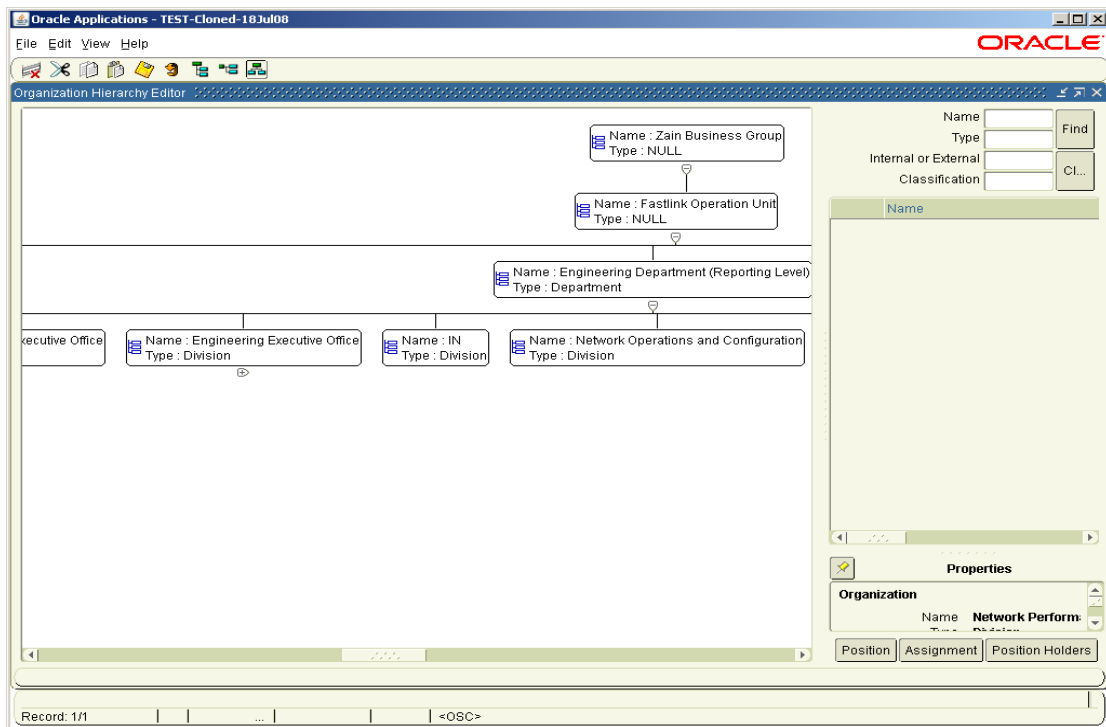 Oracle Applications - TEST-Cloned-18Jul08
File Edit View Help
ORACLE
Organization Hierarchy Editor
Name : Zain Business Group
Type : NULL
Name : Fastlink Operation Unit
Type : NULL
Name : Engineering Department (Reporting Level)
Type : Department
ecutive Office
Name : Engineering Executive Office
Type : Division
Name : IN
Type : Division
Name : Network Operations and Configuration
Type : Division
Name
Type
Internal or External
Classification
Find
Cl...
Name
Properties
Organization
Name Network Perform
Type Division
Position Assignment Position Holders
Record: 1/1 ... <OSC>